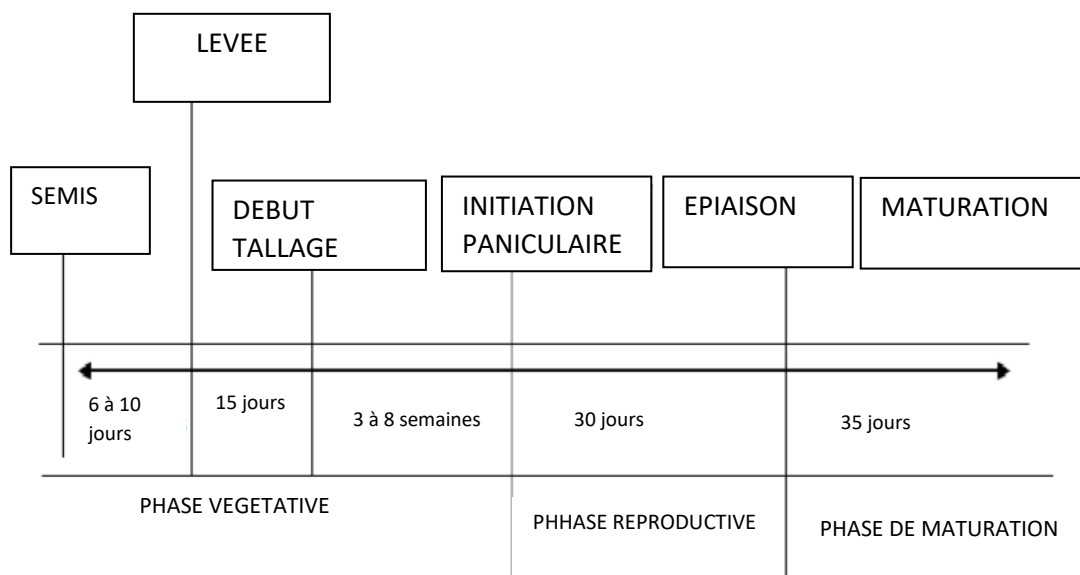 LEVEE
SEMIS
DEBUT
TALLAGE
INITIATION
PANICULAIRE
EPIAISON
MATURATION
6 à 10
jours
15 jours
3 à 8 semaines
30 jours
35 jours
PHASE VEGETATIVE
PHHASE REPRODUCTIVE
PHASE DE MATURATION